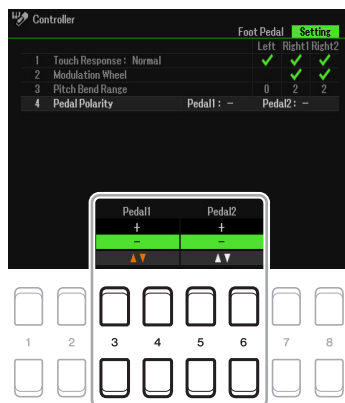 Controller
Foot Pedal Setting
Left Right1 Right2
1 Touch Response : Normal
2 Modulation Wheel
3 Pitch Bend Range 0 2 2
4 Pedal Polarity Pedal1 : − Pedal2 : −
Pedal1 Pedal2
+ +
− −
1 2 3 4 5 6 7 8